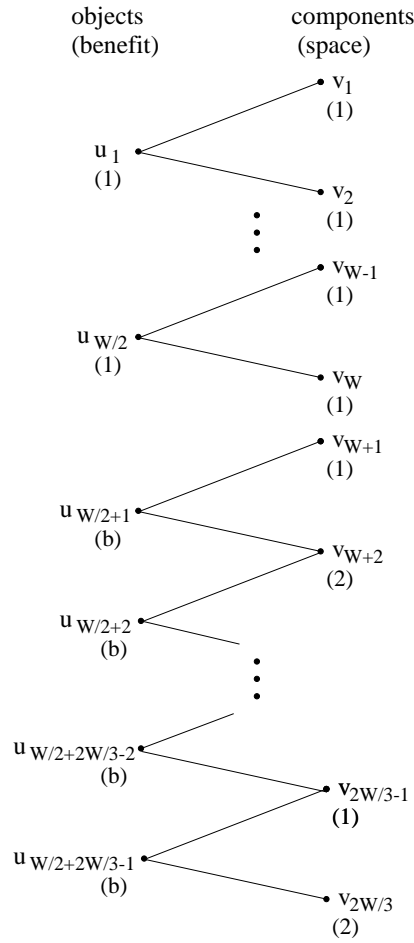 objects components
(benefit) (space)
v1
(1)
u1
(1)
v2
(1)
vW-1
(1)
uW/2
(1)
vW
(1)
vW+1
(1)
uW/2+1
(b)
vW+2
(2)
uW/2+2
(b)
uW/2+2W/3-2
(b)
v2W/3-1
(1)
uW/2+2W/3-1
(b)
v2W/3
(2)